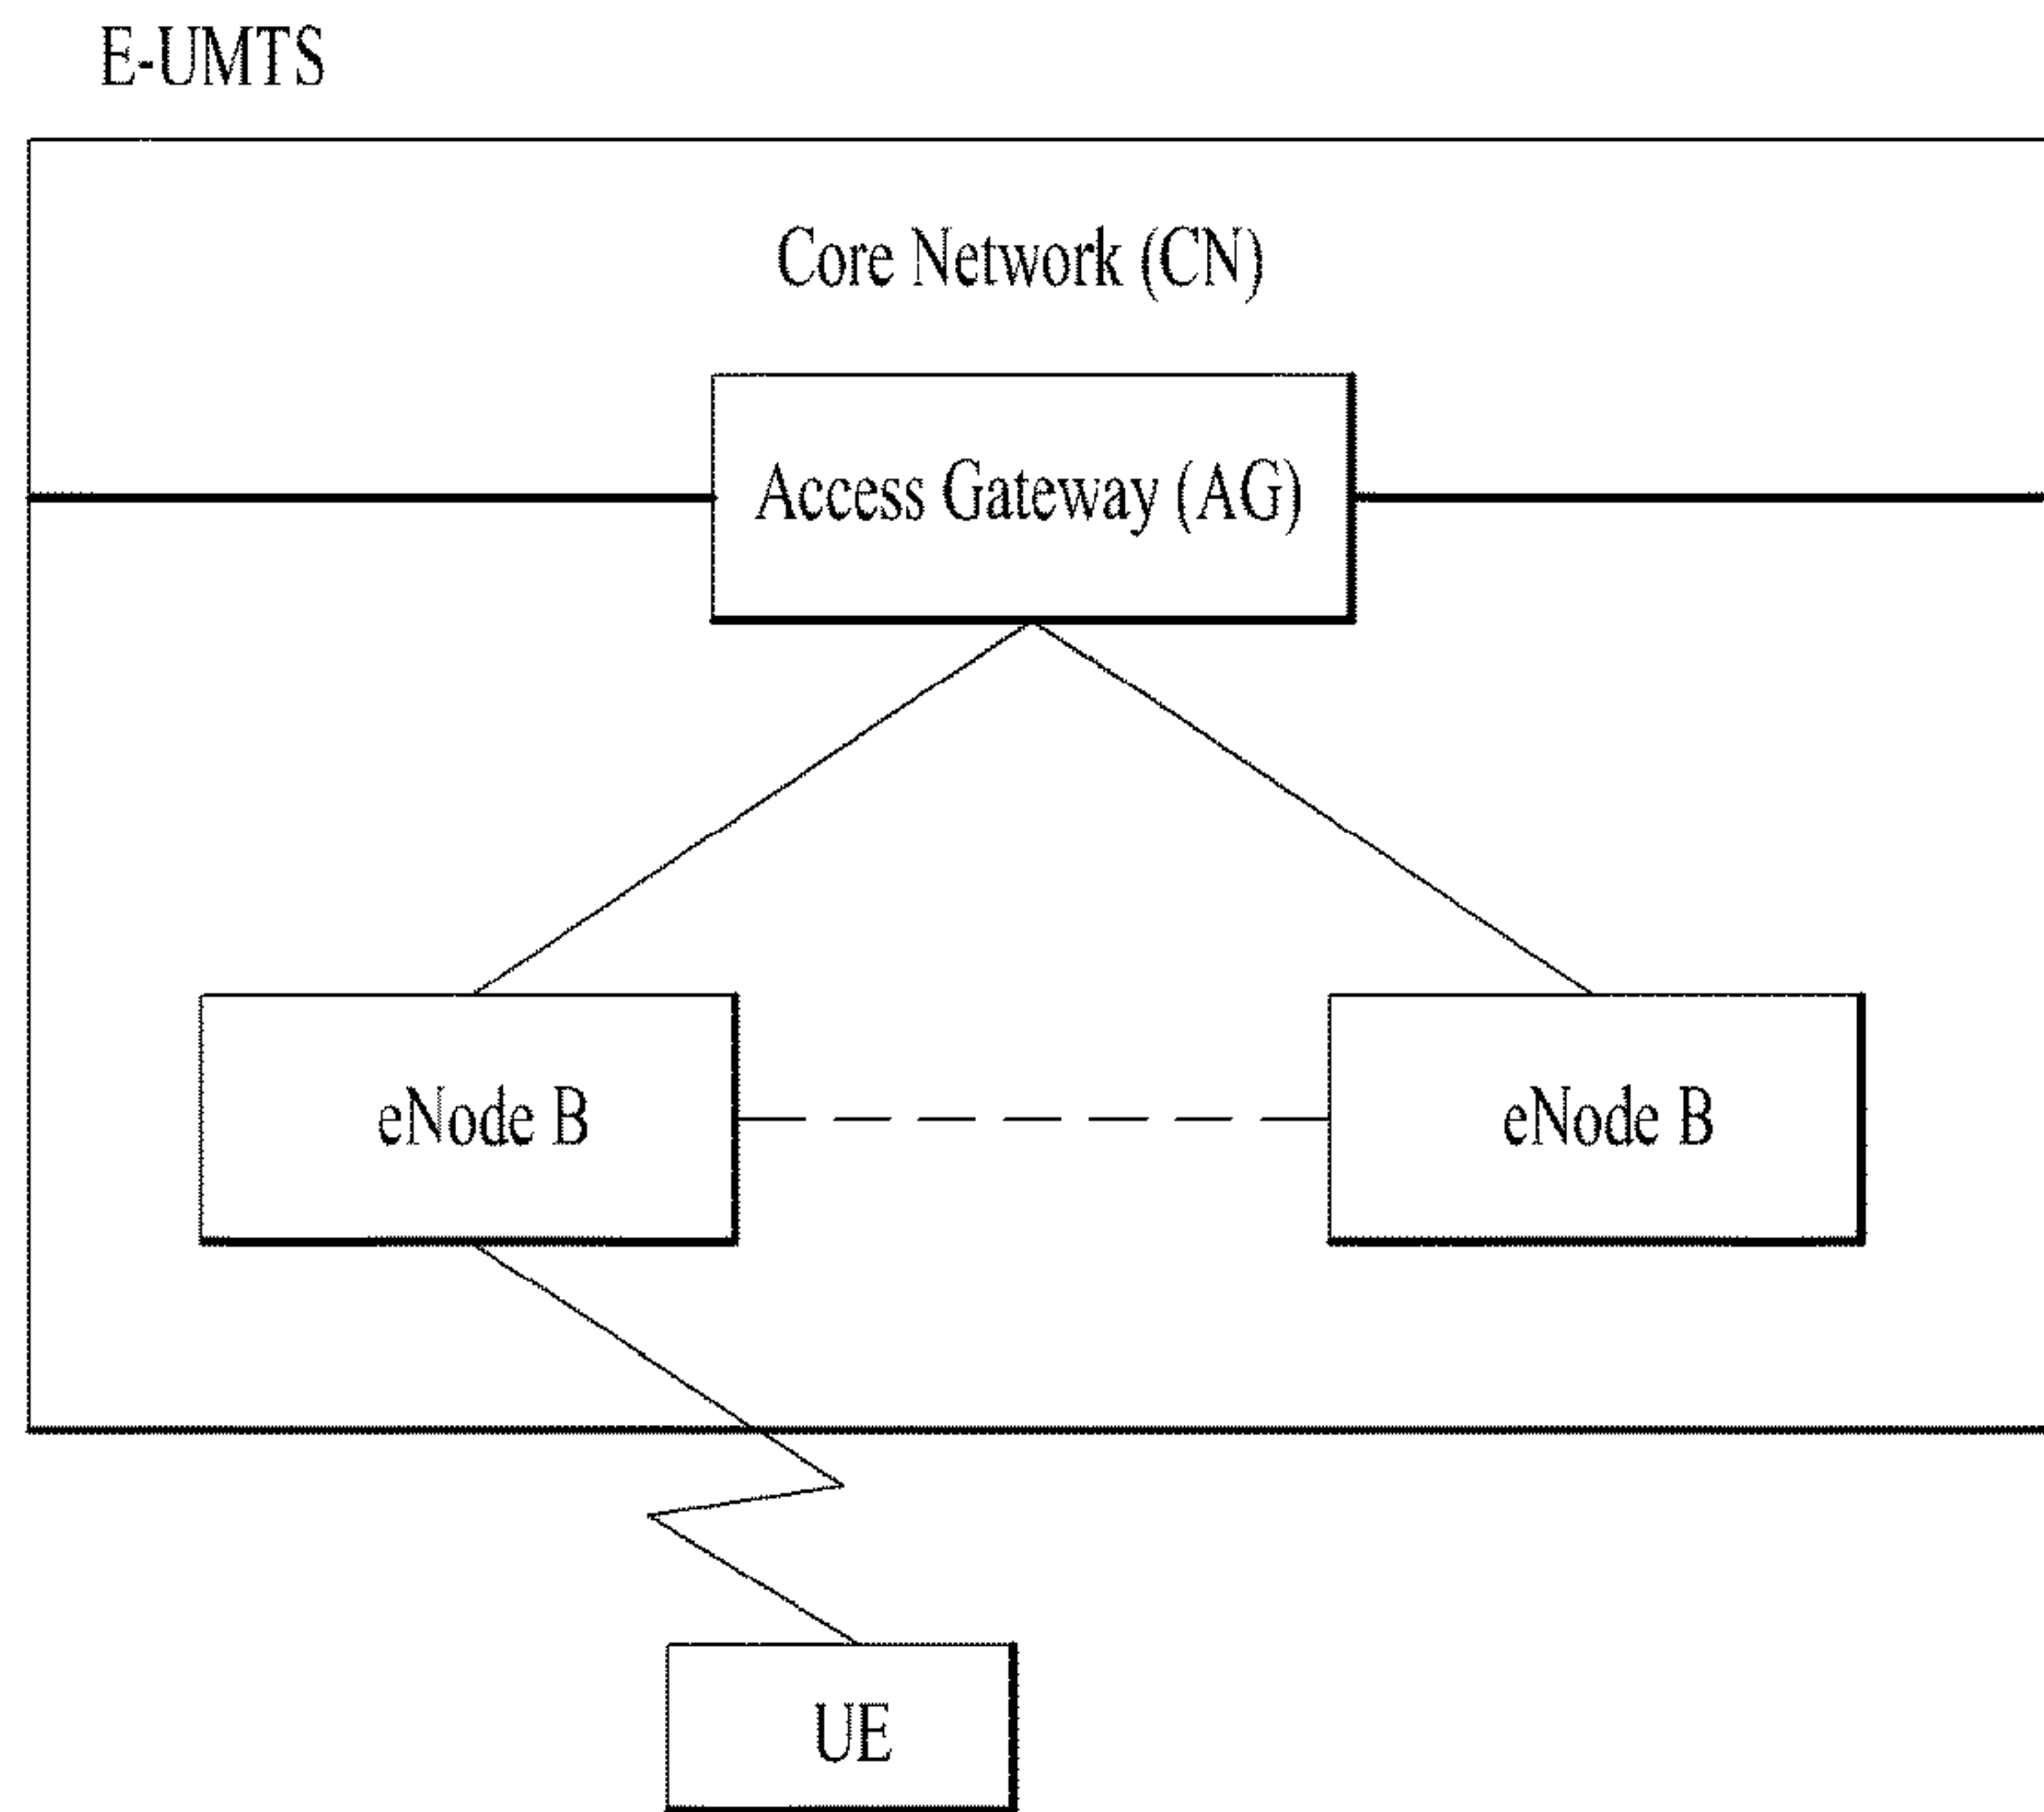 E-UMTS
Core Network (CN)
Access Gateway (AG)
eNode B
eNode B
UE